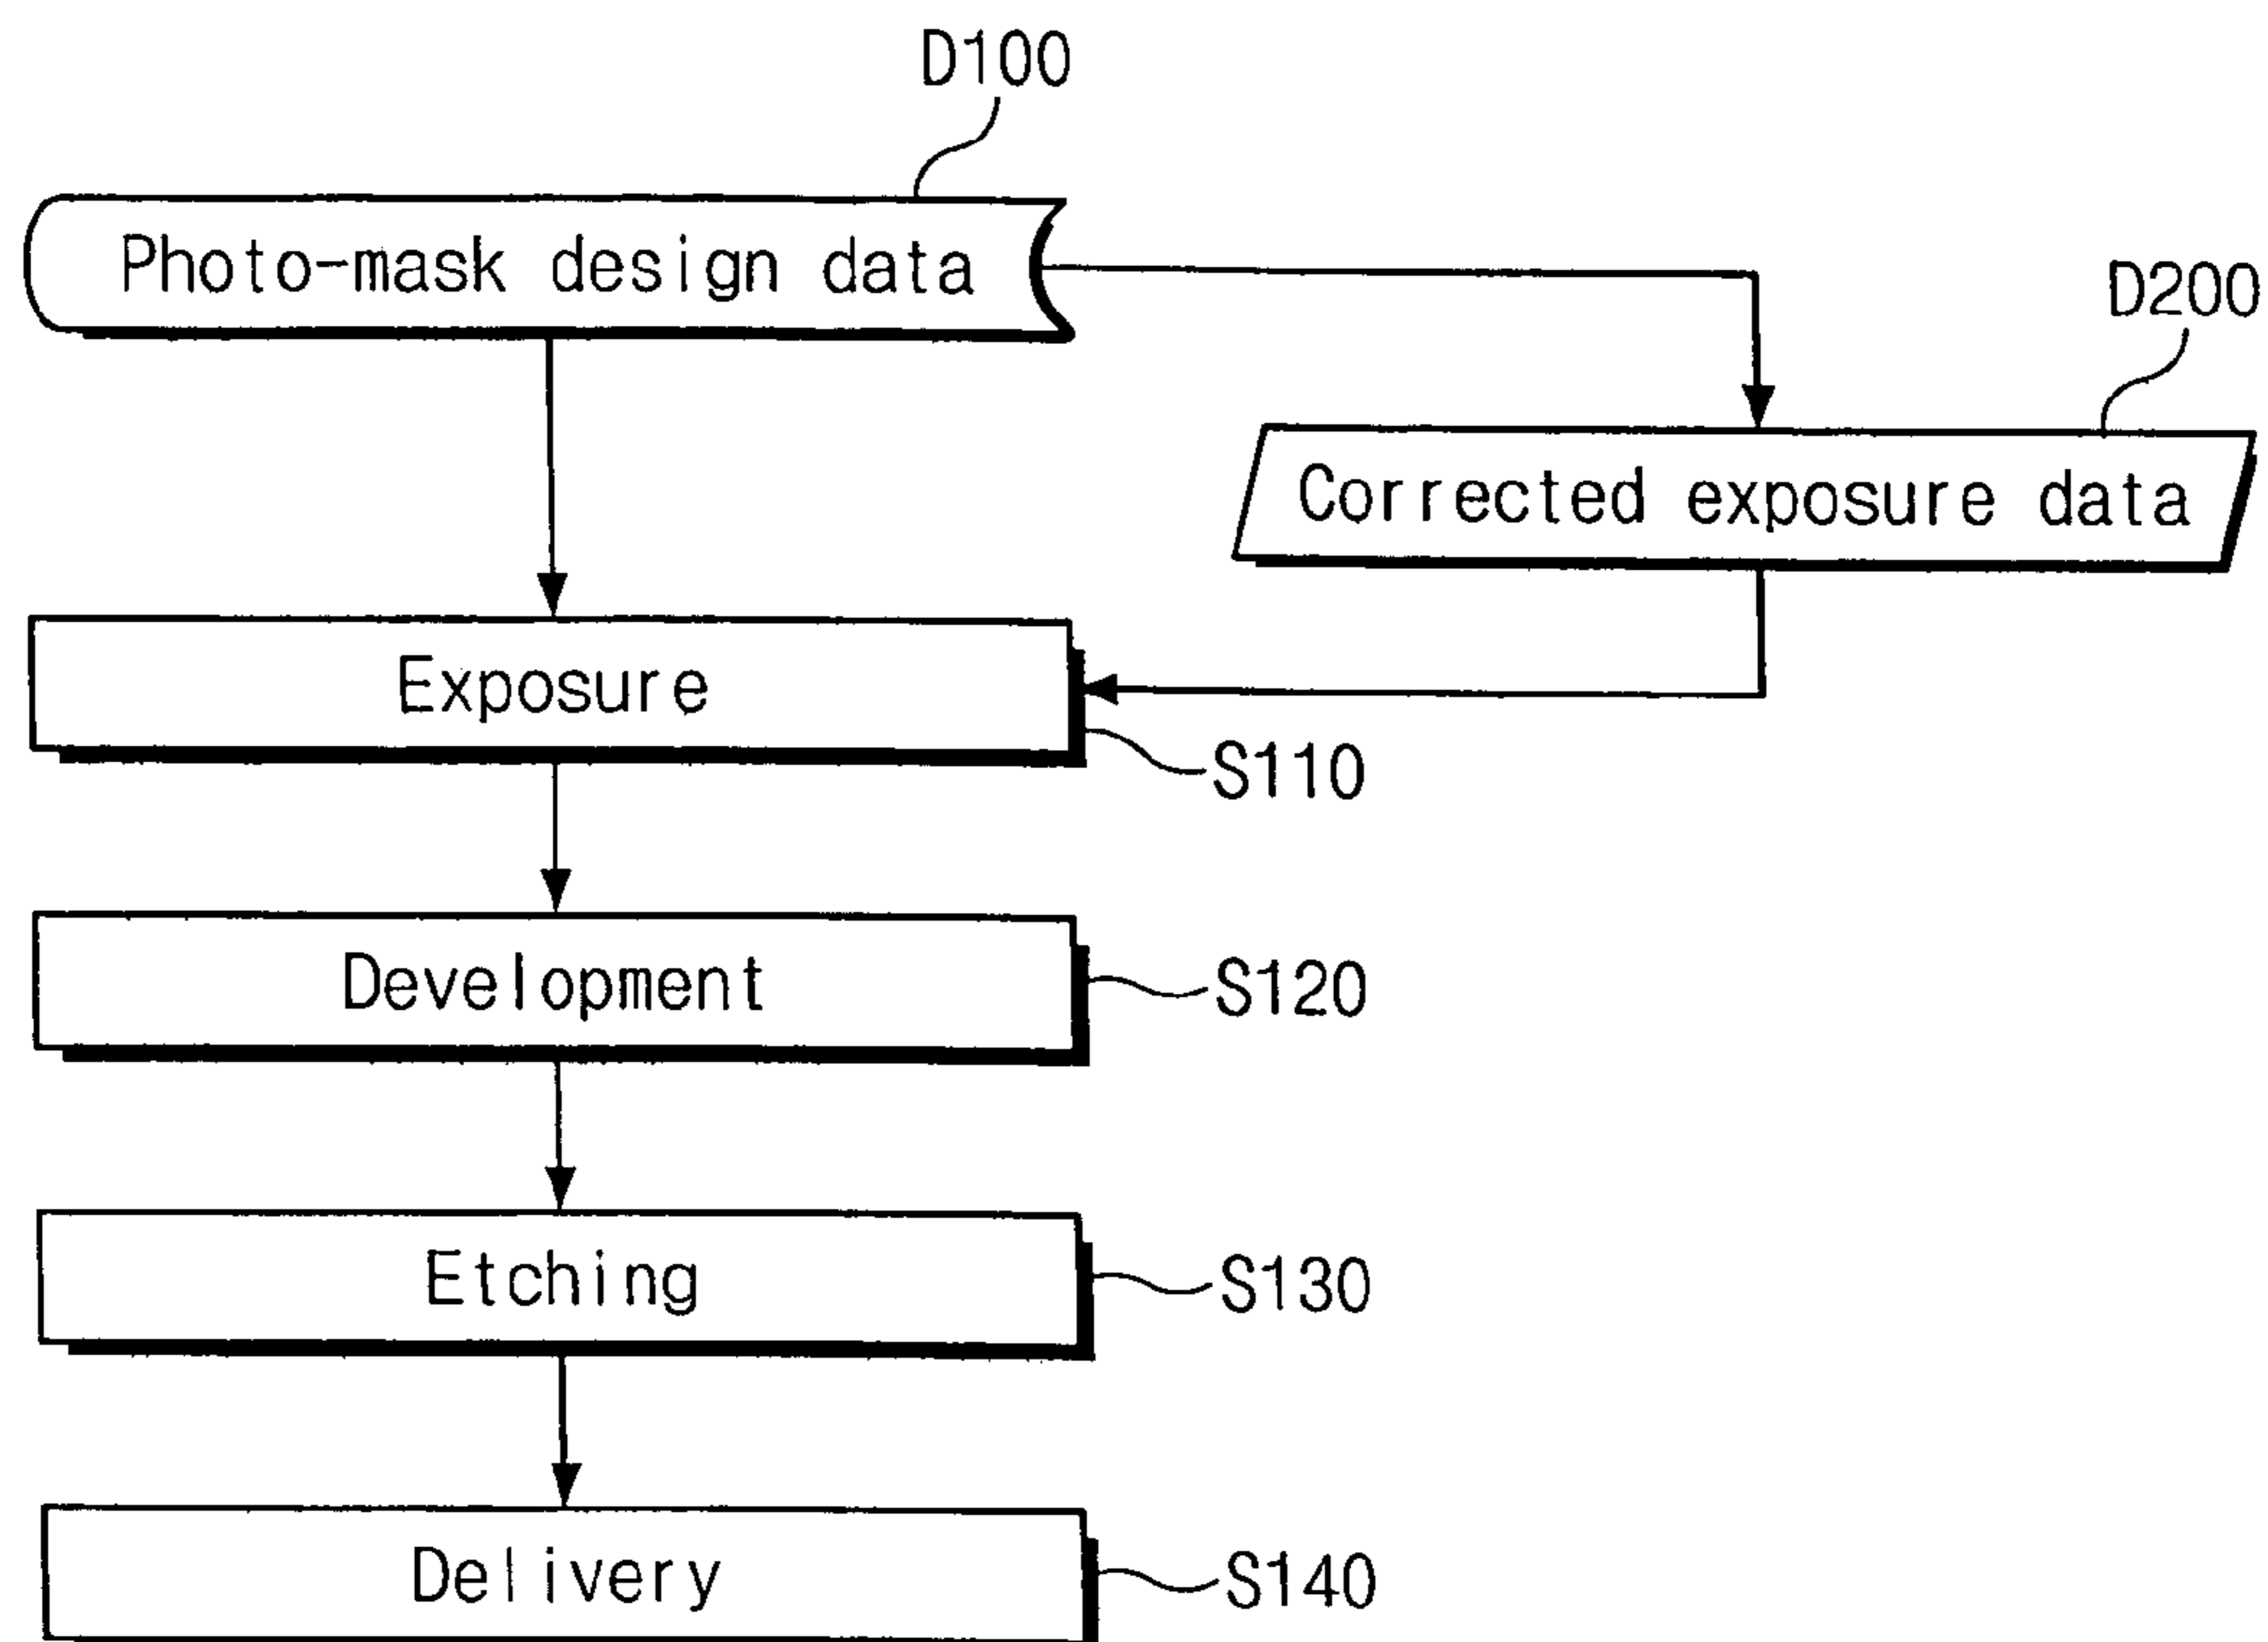 D100
Photo-mask design data
D200
Corrected exposure data
Exposure
S110
Development
S120
Etching
S130
Delivery
S140